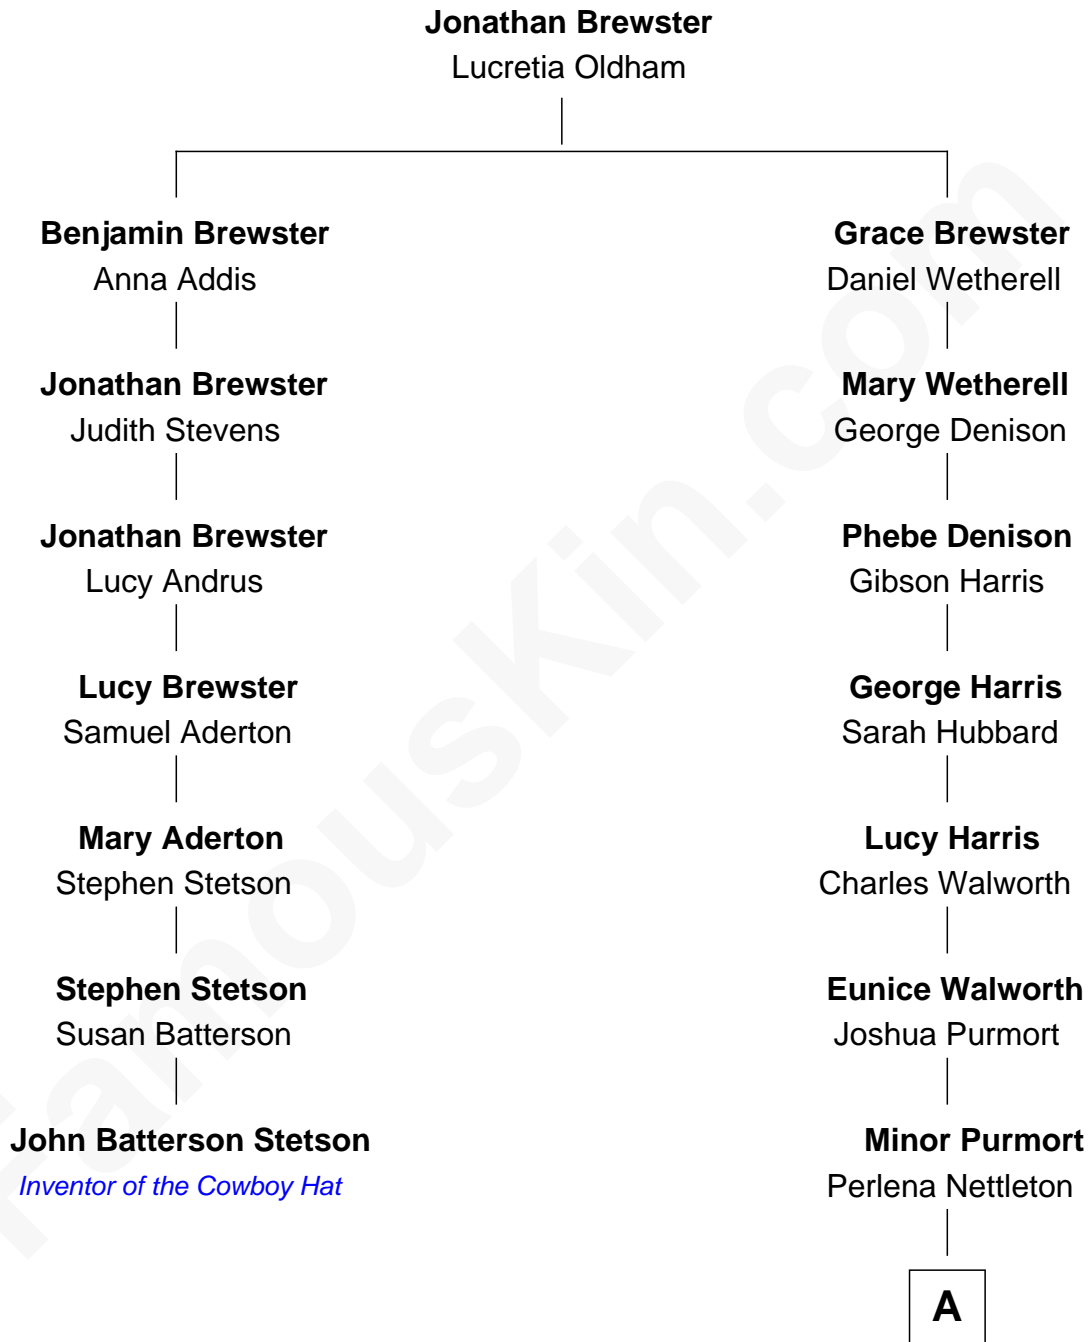 Jonathan Brewster
Lucretia Oldham
Benjamin Brewster
Anna Addis
Jonathan Brewster
Judith Stevens
Jonathan Brewster
Lucy Andrus
Lucy Brewster
Samuel Aderton
Mary Aderton
Stephen Stetson
Stephen Stetson
Susan Batterson
John Batterson Stetson
Inventor of the Cowboy Hat
Grace Brewster
Daniel Wetherell
Mary Wetherell
George Denison
Phebe Denison
Gibson Harris
George Harris
Sarah Hubbard
Lucy Harris
Charles Walworth
Eunice Walworth
Joshua Purmort
Minor Purmort
Perlena Nettleton
A
FamousKin.com